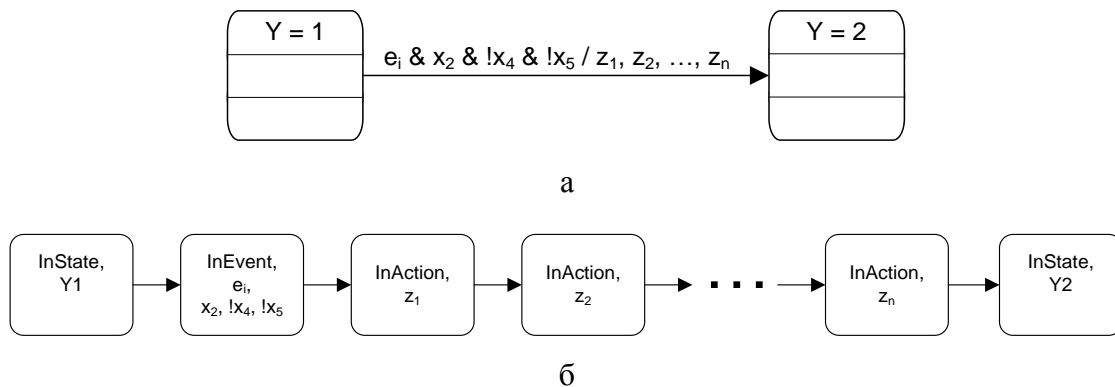 Y = 1
e_i & x_2 & !x_4 & !x_5 / z_1, z_2, …, z_n
Y = 2
а
InState,
Y1
InEvent,
e_i,
x_2, !x_4, !x_5
InAction,
z_1
InAction,
z_2
InAction,
z_n
InState,
Y2
б